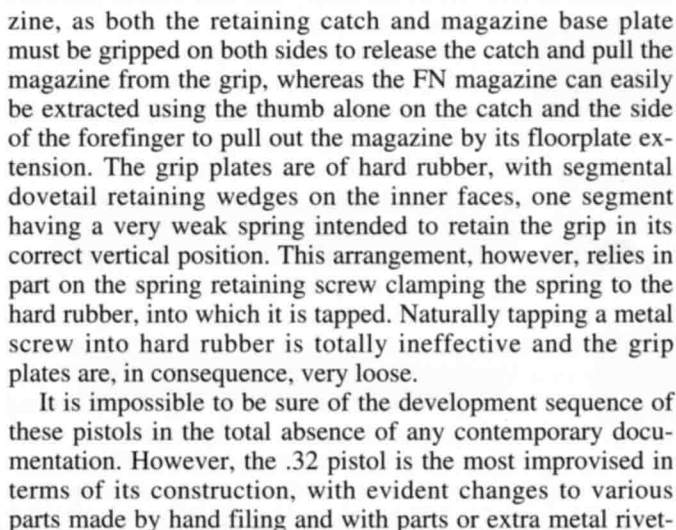 zine, as both the retaining catch and magazine base plate
must be gripped on both sides to release the catch and pull the
magazine from the grip, whereas the FN magazine can easily
be extracted using the thumb alone on the catch and the side
of the forefinger to pull out the magazine by its floorplate ex-
tension. The grip plates are of hard rubber, with segmental
dovetail retaining wedges on the inner faces, one segment
having a very weak spring intended to retain the grip in its
correct vertical position. This arrangement, however, relies in
part on the spring retaining screw clamping the spring to the
hard rubber, into which it is tapped. Naturally tapping a metal
screw into hard rubber is totally ineffective and the grip
plates are, in consequence, very loose.
It is impossible to be sure of the development sequence of
these pistols in the total absence of any contemporary docu-
mentation. However, the .32 pistol is the most improvised in
terms of its construction, with evident changes to various
parts made by hand filing and with parts or extra metal rivet-